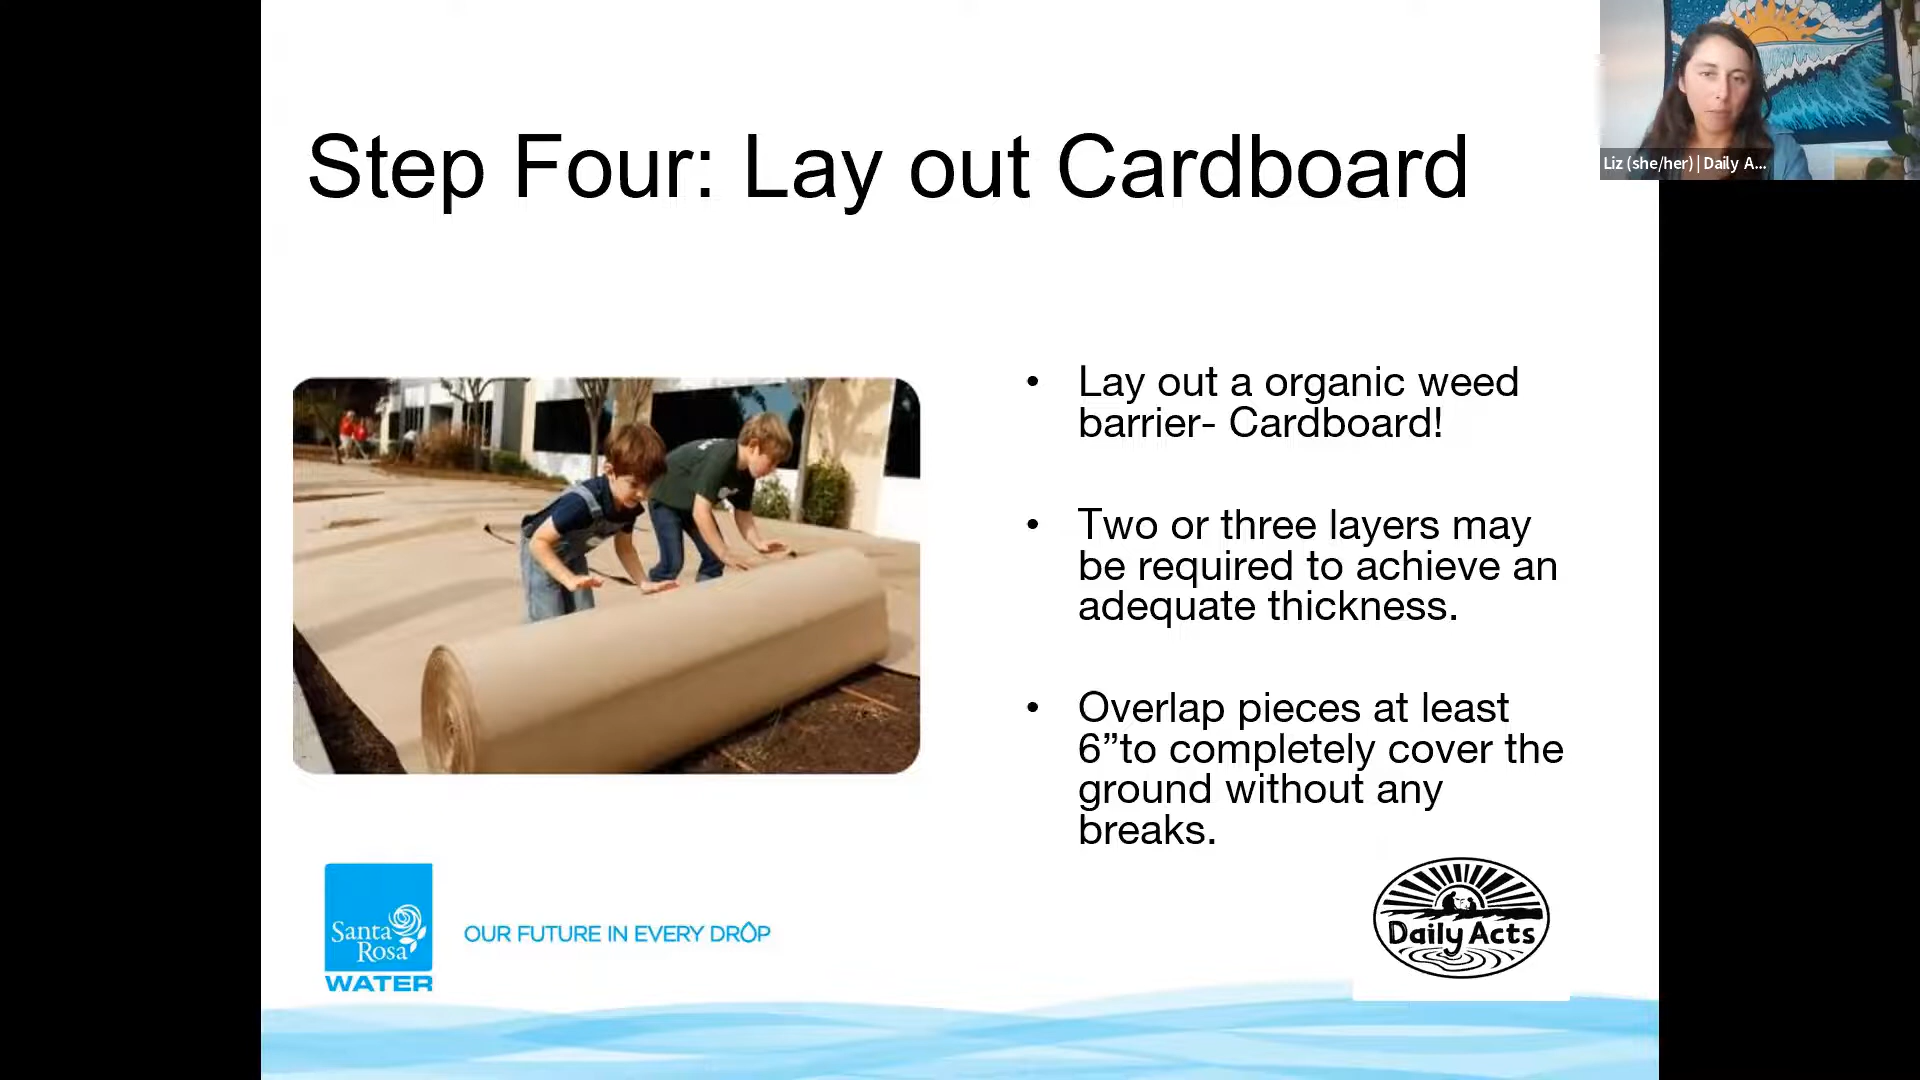 Step Four: Lay out Cardboard
Liz (she/her) | Daily A...
• Lay out a organic weed
barrier- Cardboard!
• Two or three layers may
be required to achieve an
adequate thickness.
• Overlap pieces at least
6”to completely cover the
ground without any
breaks.
Santa
Rosa
WATER
OUR FUTURE IN EVERY DROP
Daily Acts